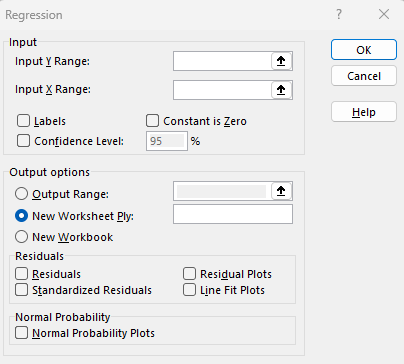 Regression
?
Input
OK
Input Y Range:
Cancel
Input X Range:
Help
Labels
Constant is Zero
Confidence Level:
95
%
Output options
Output Range:
New Worksheet Ply:
New Workbook
Residuals
Residuals
Residual Plots
Standardized Residuals
Line Fit Plots
Normal Probability
Normal Probability Plots